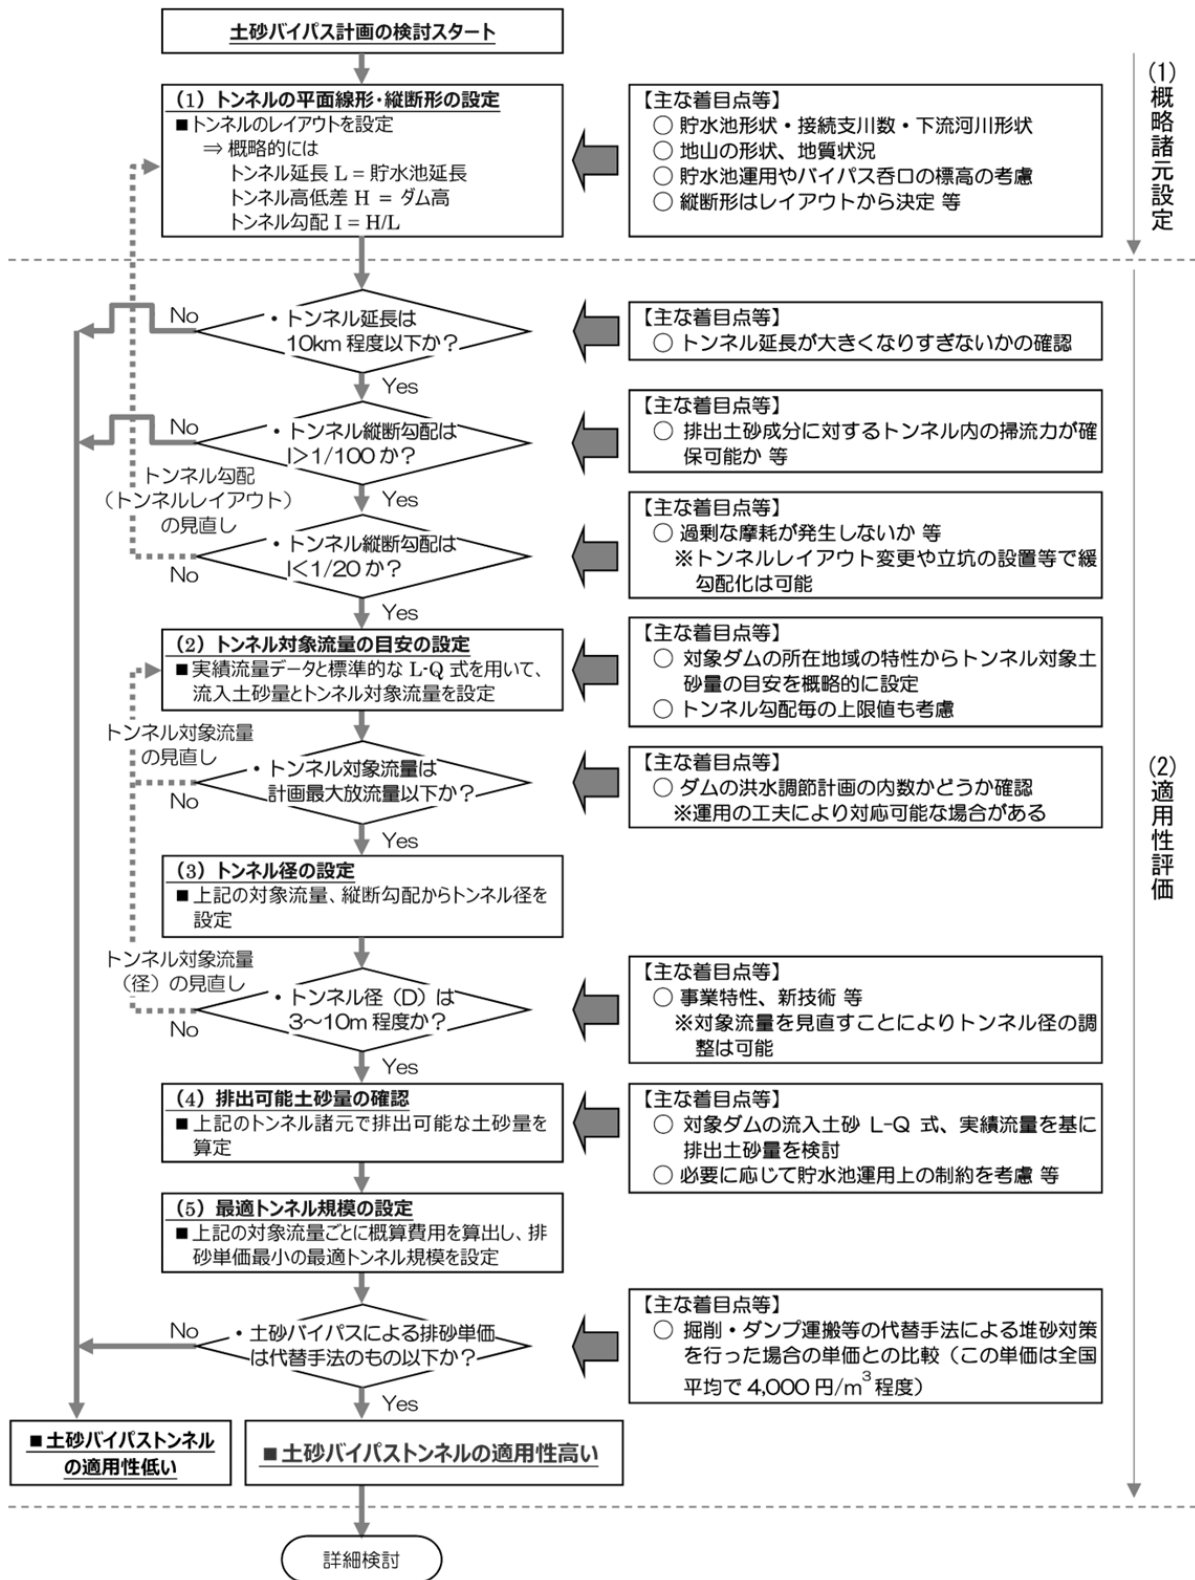 土砂バイパス計画の検討スタート
(1) トンネルの平面線形・縦断形の設定
■トンネルのレイアウトを設定
⇒ 概略的には
トンネル延長 L = 貯水池延長
トンネル高低差 H = ダム高
トンネル勾配 I = H/L
【主な着目点等】
○ 貯水池形状・接続支川数・下流河川形状
○ 地山の形状、地質状況
○ 貯水池運用やバイパス呑口の標高の考慮
○ 縦断形はレイアウトから決定 等
(1)概略諸元設定
・トンネル延長は
10km 程度以下か?
No
Yes
【主な着目点等】
○ トンネル延長が大きくなりすぎないかの確認
・トンネル縦断勾配は
I>1/100 か?
No
Yes
【主な着目点等】
○ 排出土砂成分に対するトンネル内の掃流力が確
保可能か 等
トンネル勾配
(トンネルレイアウト)
の見直し
・トンネル縦断勾配は
I<1/20 か?
No
Yes
【主な着目点等】
○ 過剰な摩耗が発生しないか 等
※トンネルレイアウト変更や立坑の設置等で緩
勾配化は可能
(2) トンネル対象流量の目安の設定
■実績流量データと標準的な L-Q 式を用いて、
流入土砂量とトンネル対象流量を設定
【主な着目点等】
○ 対象ダムの所在地域の特性からトンネル対象土
砂量の目安を概略的に設定
○ トンネル勾配毎の上限値も考慮
トンネル対象流量
の見直し
・トンネル対象流量は
計画最大放流量以下か?
No
Yes
【主な着目点等】
○ ダムの洪水調節計画の内数かどうか確認
※運用の工夫により対応可能な場合がある
(2)適用性評価
(3) トンネル径の設定
■上記の対象流量、縦断勾配からトンネル径を
設定
トンネル対象流量
(径)の見直し
・トンネル径(D)は
3～10m 程度か?
No
Yes
【主な着目点等】
○ 事業特性、新技術 等
※対象流量を見直すことによりトンネル径の調
整は可能
(4) 排出可能土砂量の確認
■上記のトンネル諸元で排出可能な土砂量を
算定
【主な着目点等】
○ 対象ダムの流入土砂 L-Q 式、実績流量を基に
排出土砂量を検討
○ 必要に応じて貯水池運用上の制約を考慮 等
(5) 最適トンネル規模の設定
■上記の対象流量ごとに概算費用を算出し、排
砂単価最小の最適トンネル規模を設定
・土砂バイパスによる排砂単価
は代替手法のもの以下か?
No
Yes
【主な着目点等】
○ 掘削・ダンプ運搬等の代替手法による堆砂対策
を行った場合の単価との比較(この単価は全国
平均で 4,000 円/m³ 程度)
■土砂バイパストンネル
の適用性低い
■土砂バイパストンネルの適用性高い
詳細検討